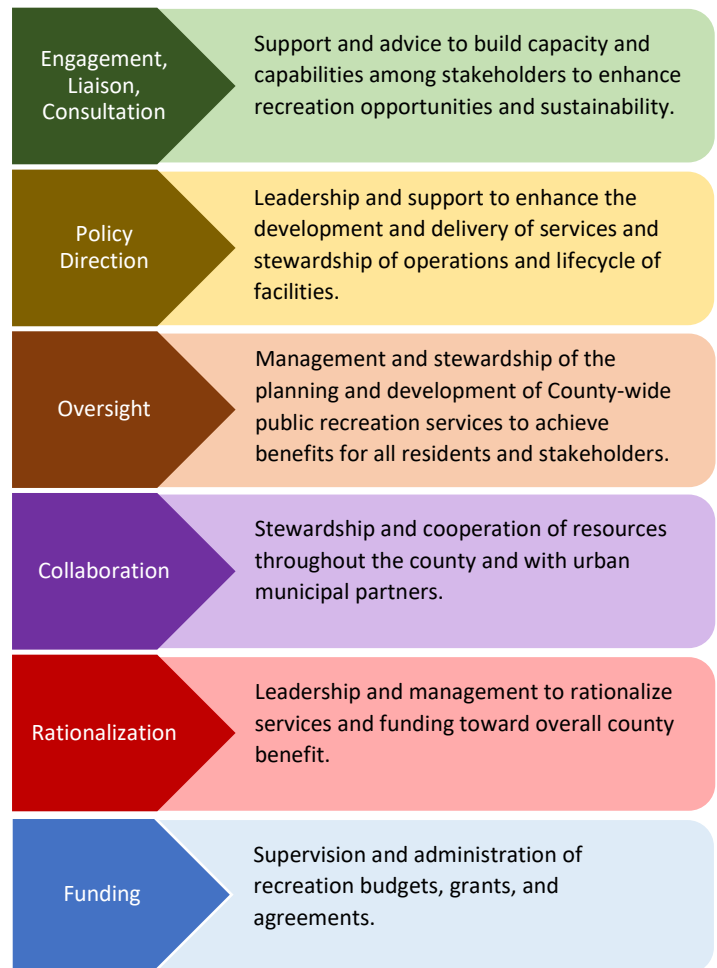 Engagement,
Liaison,
Consultation
Support and advice to build capacity and
capabilities among stakeholders to enhance
recreation opportunities and sustainability.
Policy
Direction
Leadership and support to enhance the
development and delivery of services and
stewardship of operations and lifecycle of
facilities.
Oversight
Management and stewardship of the
planning and development of County-wide
public recreation services to achieve
benefits for all residents and stakeholders.
Collaboration
Stewardship and cooperation of resources
throughout the county and with urban
municipal partners.
Rationalization
Leadership and management to rationalize
services and funding toward overall county
benefit.
Funding
Supervision and administration of
recreation budgets, grants, and
agreements.